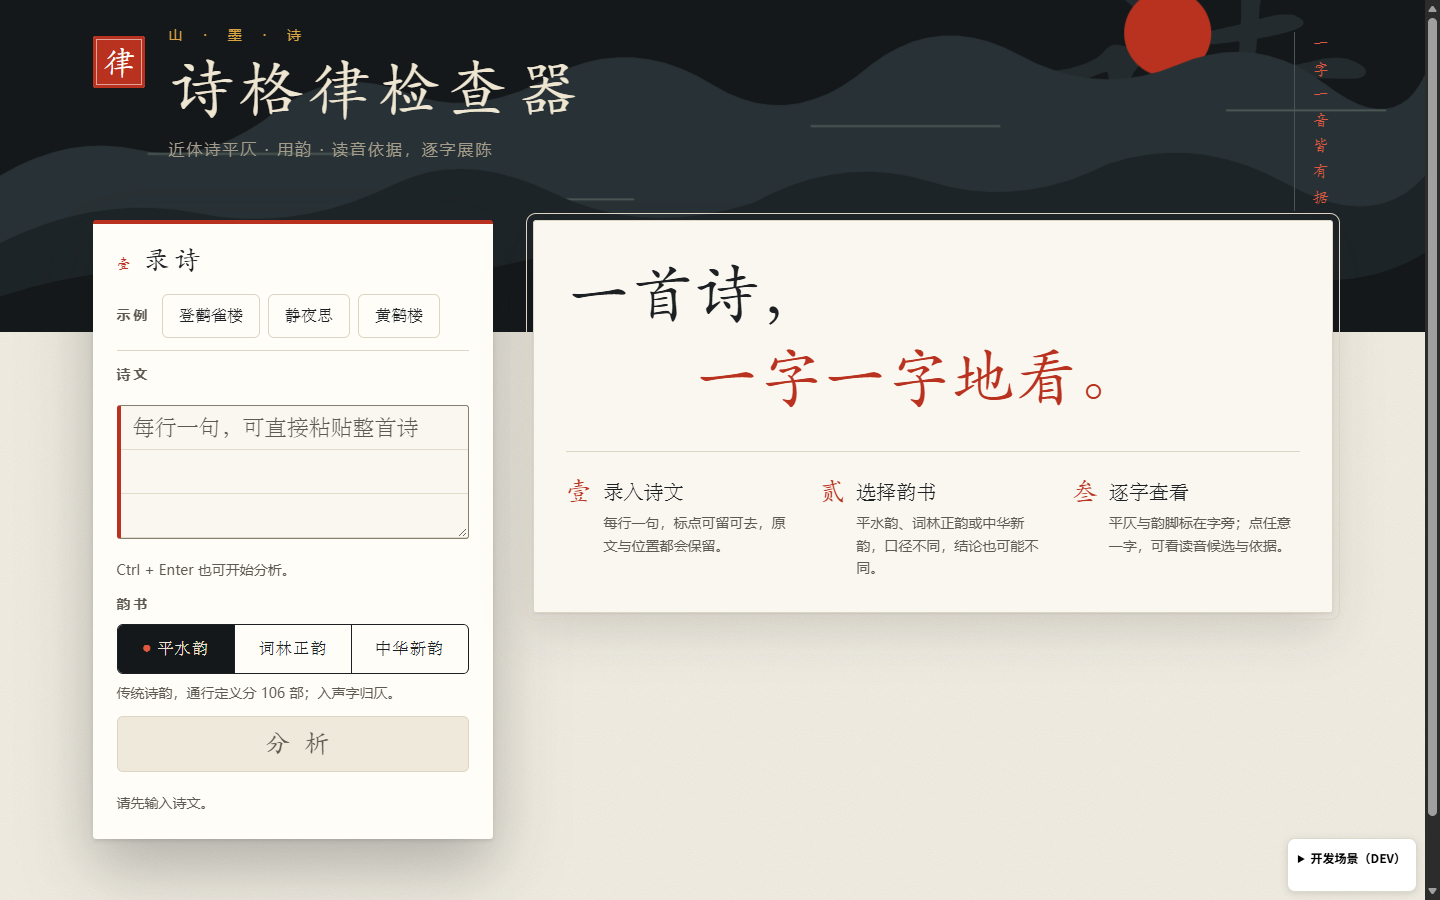 律
山 · 墨 · 诗
诗格律检查器
近体诗平仄 · 用韵 · 读音依据，逐字展陈
一字一音皆有据
壹 录诗
示例 登鹳雀楼 静夜思 黄鹤楼
诗文
每行一句，可直接粘贴整首诗
Ctrl + Enter 也可开始分析。
韵书
平水韵 词林正韵 中华新韵
传统诗韵，通行定义分 106 部；入声字归仄。
分 析
请先输入诗文。
一首诗，
一字一字地看。
壹 录入诗文
每行一句，标点可留可去，原
文与位置都会保留。
贰 选择韵书
平水韵、词林正韵或中华新
韵，口径不同，结论也可能不
同。
叁 逐字查看
平仄与韵脚标在字旁；点任意
一字，可看读音候选与依据。
开发场景（DEV）